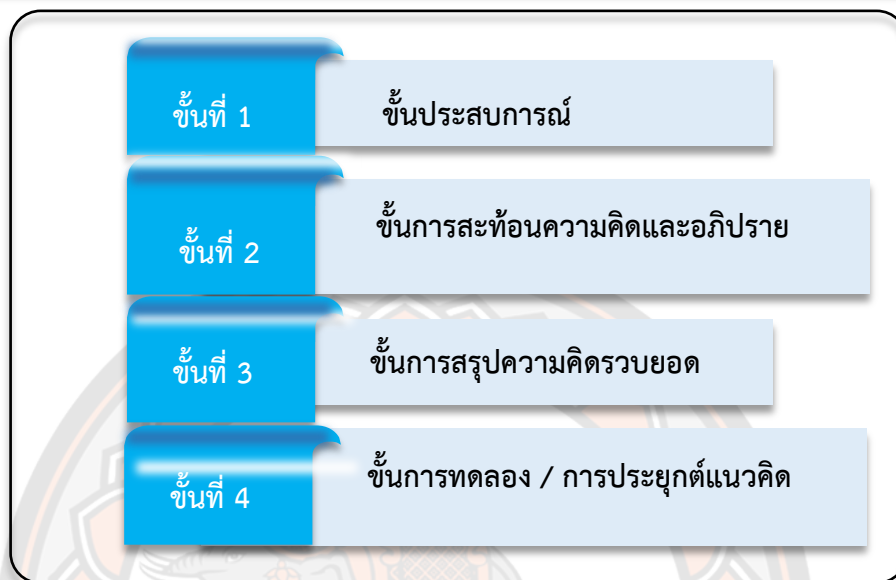 ขั้นที่ 1
ขั้นประสบการณ์
ขั้นที่ 2
ขั้นการสะท้อนความคิดและอภิปราย
ขั้นที่ 3
ขั้นการสรุปความคิดรวบยอด
ขั้นที่ 4
ขั้นการทดลอง / การประยุกต์แนวคิด